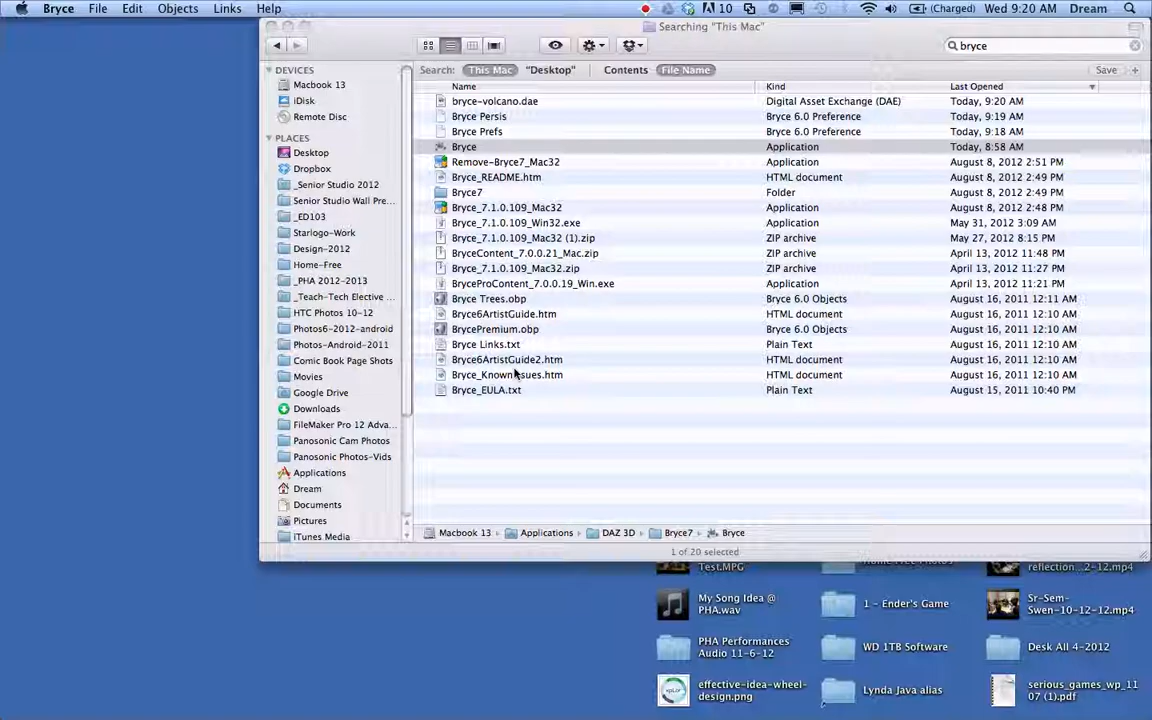 Bryce File Edit Objects Links Help 10 (Charged) Wed 9:20 AM Dream
Searching "This Mac"
bryce
DEVICES
Macbook 13
iDisk
Remote Disc
PLACES
Desktop
Dropbox
_Senior Studio 2012
Senior Studio Wall Pre...
_ED103
Starlogo-Work
Design-2012
Home-Free
_PHA 2012-2013
_Teach-Tech Elective ...
HTC Photos 10-12
Photos6-2012-android
Photos-Android-2011
Comic Book Page Shots
Movies
Google Drive
Downloads
FileMaker Pro 12 Adva...
Panosonic Cam Photos
Panosonic Photos-Vids
Applications
Dream
Documents
Pictures
iTunes Media
Search: This Mac "Desktop" Contents File Name Save
Name Kind Last Opened
bryce-volcano.dae Digital Asset Exchange (DAE) Today, 9:20 AM
Bryce Persis Bryce 6.0 Preference Today, 9:19 AM
Bryce Prefs Bryce 6.0 Preference Today, 9:18 AM
Bryce Application Today, 8:58 AM
Remove-Bryce7_Mac32 Application August 8, 2012 2:51 PM
Bryce_README.htm HTML document August 8, 2012 2:49 PM
Bryce7 Folder August 8, 2012 2:49 PM
Bryce_7.1.0.109_Mac32 Application August 8, 2012 2:48 PM
Bryce_7.1.0.109_Win32.exe Application May 31, 2012 3:09 AM
Bryce_7.1.0.109_Mac32 (1).zip ZIP archive May 27, 2012 8:15 PM
BryceContent_7.0.0.21_Mac.zip ZIP archive April 13, 2012 11:48 PM
Bryce_7.1.0.109_Mac32.zip ZIP archive April 13, 2012 11:27 PM
BryceProContent_7.0.0.19_Win.exe Application April 13, 2012 11:21 PM
Bryce Trees.obp Bryce 6.0 Objects August 16, 2011 12:11 AM
Bryce6ArtistGuide.htm HTML document August 16, 2011 12:10 AM
BrycePremium.obp Bryce 6.0 Objects August 16, 2011 12:10 AM
Bryce Links.txt Plain Text August 16, 2011 12:10 AM
Bryce6ArtistGuide2.htm HTML document August 16, 2011 12:10 AM
Bryce_KnownIssues.htm HTML document August 16, 2011 12:10 AM
Bryce_EULA.txt Plain Text August 15, 2011 10:40 PM
Macbook 13 Applications DAZ 3D Bryce7 Bryce
1 of 20 selected
Test.MPG
reflection ...2-12.mp4
My Song Idea @
PHA.wav
1 - Ender's Game
Sr-Sem-
Swen-10-12-12.mp4
PHA Performances
Audio 11-6-12
WD 1TB Software
Desk All 4-2012
effective-idea-wheel-
design.png
Lynda Java alias
serious_games_wp_11
07 (1).pdf